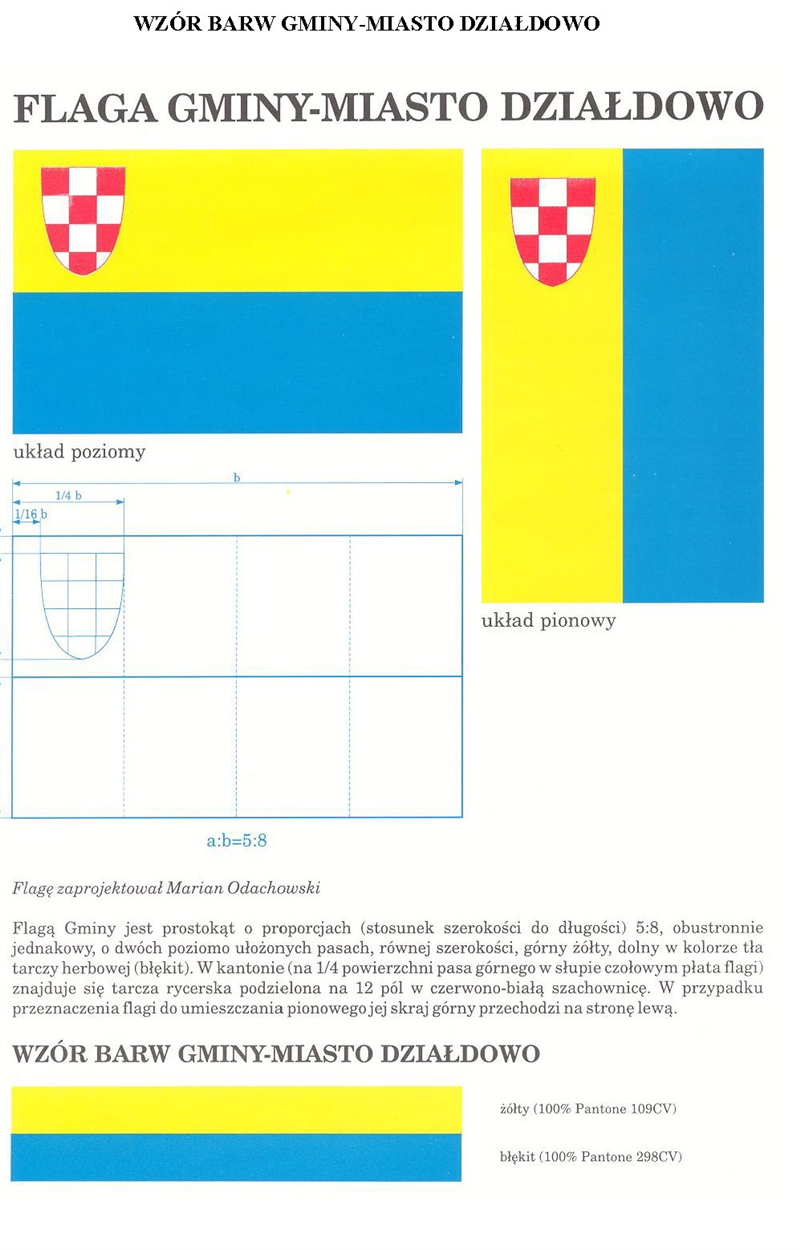 WZÓR BARW GMINY-MIASTO DZIAŁDOWO
FLAGA GMINY-MIASTO DZIAŁDOWO
układ poziomy
układ pionowy
b
1/4 b
1/16 b
a:b=5:8
Flagę zaprojektował Marian Odachowski
Flagą Gminy jest prostokąt o proporcjach (stosunek szerokości do długości) 5:8, obustronnie
jednakowy, o dwóch poziomo ułożonych pasach, równej szerokości, górny żółty, dolny w kolorze tła
tarczy herbowej (błękit). W kantonie (na 1/4 powierzchni pasa górnego w słupie czołowym płata flagi)
znajduje się tarcza rycerska podzielona na 12 pól w czerwono-białą szachownicę. W przypadku
przeznaczenia flagi do umieszczania pionowego jej skraj górny przechodzi na stronę lewą.
WZÓR BARW GMINY-MIASTO DZIAŁDOWO
żółty (100% Pantone 109CV)
błękit (100% Pantone 298CV)